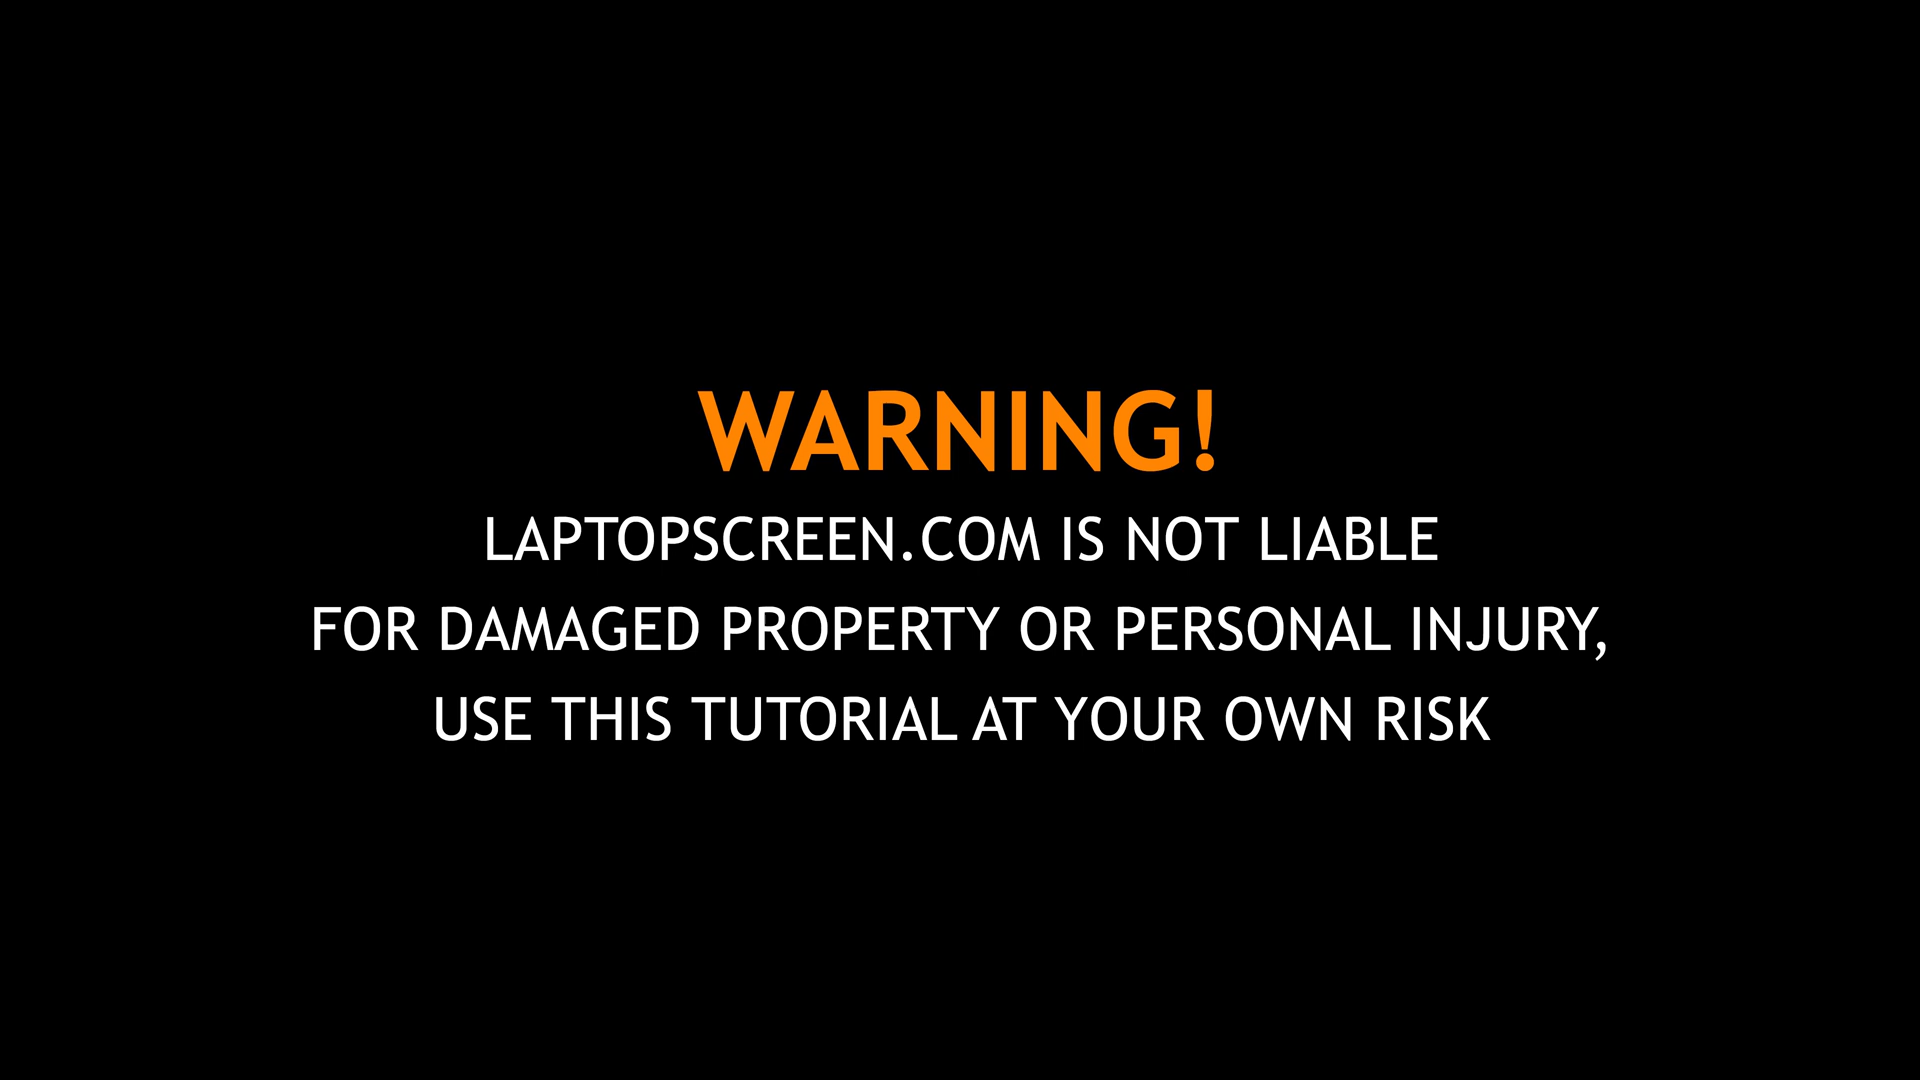 WARNING!
LAPTOPSCREEN.COM IS NOT LIABLE
FOR DAMAGED PROPERTY OR PERSONAL INJURY,
USE THIS TUTORIAL AT YOUR OWN RISK